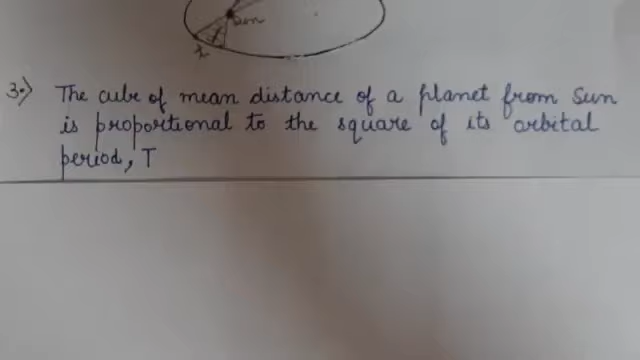 Sun
3.) The cube of mean distance of a planet from Sun
is proportional to the square of its orbital
period, T